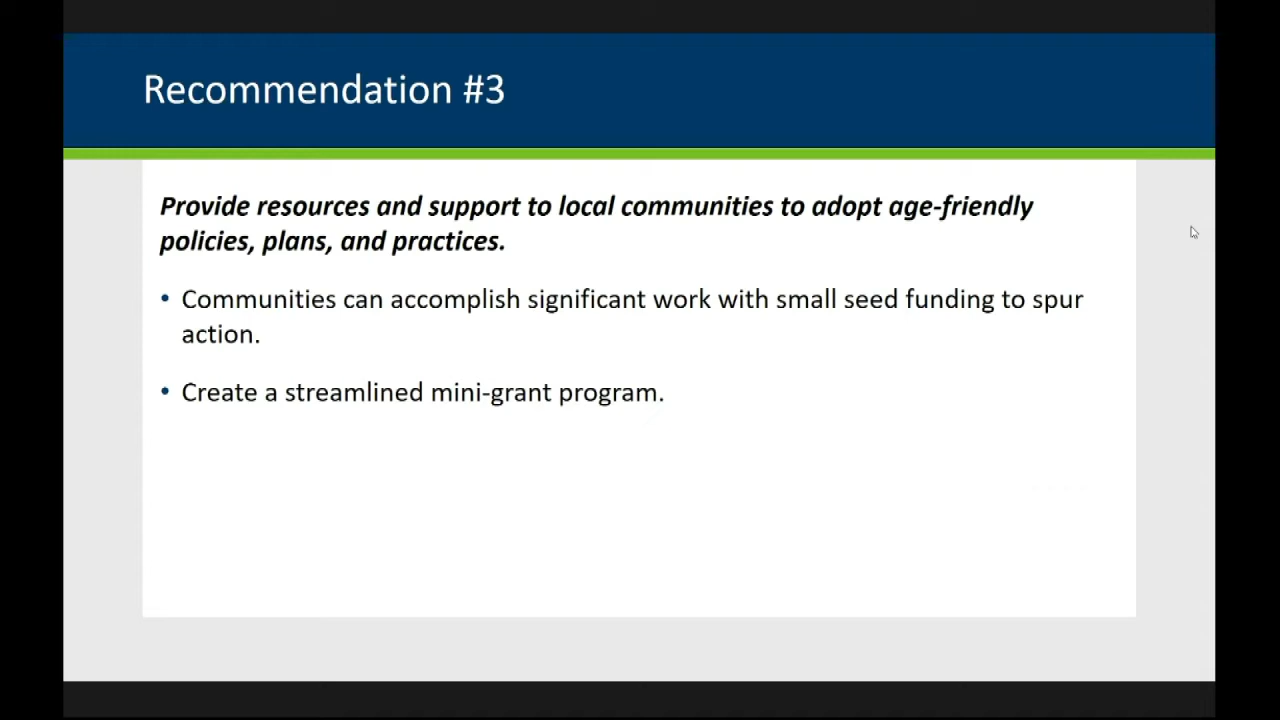 Recommendation #3
Provide resources and support to local communities to adopt age-friendly
policies, plans, and practices.
• Communities can accomplish significant work with small seed funding to spur
action.
• Create a streamlined mini-grant program.